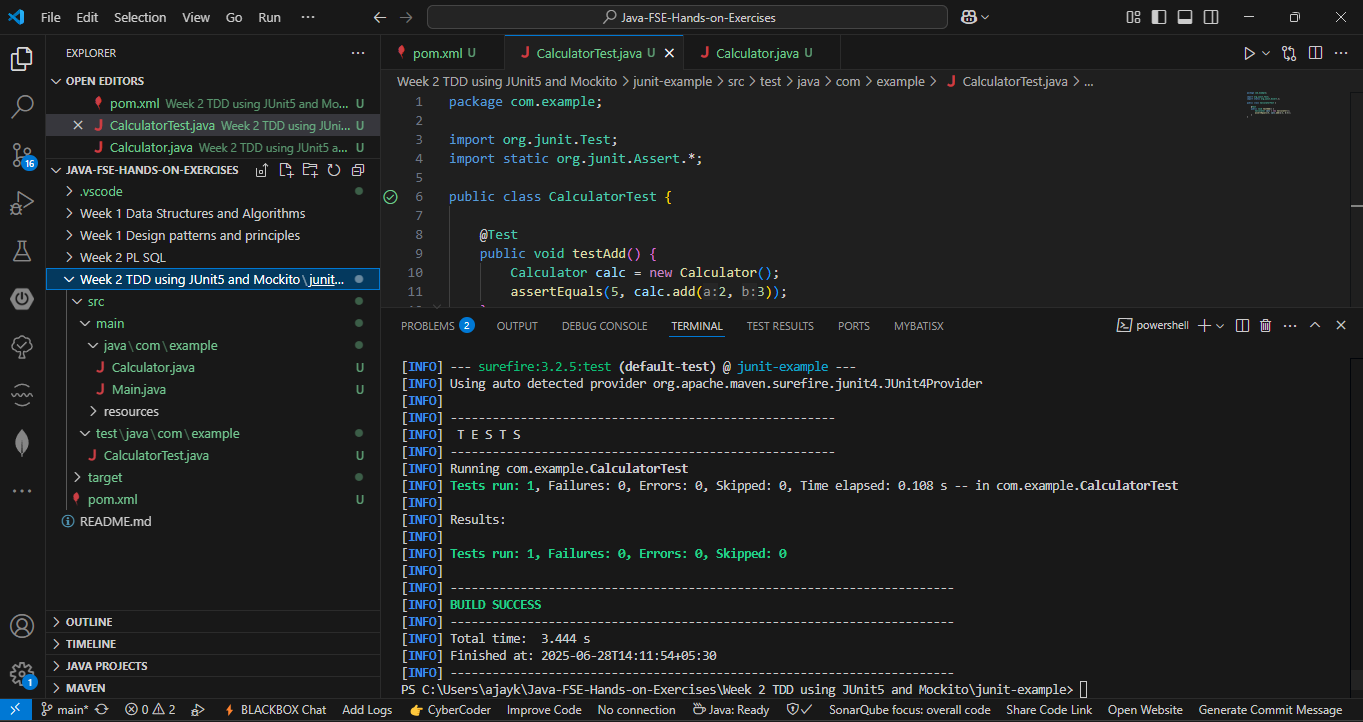 File Edit Selection View Go Run ···
Java-FSE-Hands-on-Exercises
EXPLORER
OPEN EDITORS
pom.xml Week 2 TDD using JUnit5 and Mo... U
CalculatorTest.java Week 2 TDD using JUni... U
Calculator.java Week 2 TDD using JUnit5 a... U
JAVA-FSE-HANDS-ON-EXERCISES
.vscode
Week 1 Data Structures and Algorithms
Week 1 Design patterns and principles
Week 2 PL SQL
Week 2 TDD using JUnit5 and Mockito\junit...
src
main
java\com\example
Calculator.java U
Main.java U
resources
test\java\com\example
CalculatorTest.java U
target
pom.xml U
README.md
OUTLINE
TIMELINE
JAVA PROJECTS
MAVEN
16
1
pom.xml U
CalculatorTest.java U
Calculator.java U
Week 2 TDD using JUnit5 and Mockito > junit-example > src > test > java > com > example > CalculatorTest.java > ...
1 package com.example;
2
3 import org.junit.Test;
4 import static org.junit.Assert.*;
5
6 public class CalculatorTest {
7
8 @Test
9 public void testAdd() {
10 Calculator calc = new Calculator();
11 assertEquals(5, calc.add(a:2, b:3));
PROBLEMS 2 OUTPUT DEBUG CONSOLE TERMINAL TEST RESULTS PORTS MYBATISX
powershell
[INFO] --- surefire:3.2.5:test (default-test) @ junit-example ---
[INFO] Using auto detected provider org.apache.maven.surefire.junit4.JUnit4Provider
[INFO]
[INFO] -------------------------------------------------------
[INFO]  T E S T S
[INFO] -------------------------------------------------------
[INFO] Running com.example.CalculatorTest
[INFO] Tests run: 1, Failures: 0, Errors: 0, Skipped: 0, Time elapsed: 0.108 s -- in com.example.CalculatorTest
[INFO]
[INFO] Results:
[INFO]
[INFO] Tests run: 1, Failures: 0, Errors: 0, Skipped: 0
[INFO]
[INFO] ------------------------------------------------------------------------
[INFO] BUILD SUCCESS
[INFO] ------------------------------------------------------------------------
[INFO] Total time:  3.444 s
[INFO] Finished at: 2025-06-28T14:11:54+05:30
[INFO] ------------------------------------------------------------------------
PS C:\Users\ajayk\Java-FSE-Hands-on-Exercises\Week 2 TDD using JUnit5 and Mockito\junit-example>
main* 0 2 BLACKBOX Chat Add Logs CyberCoder Improve Code No connection Java: Ready SonarQube focus: overall code Share Code Link Open Website Generate Commit Message